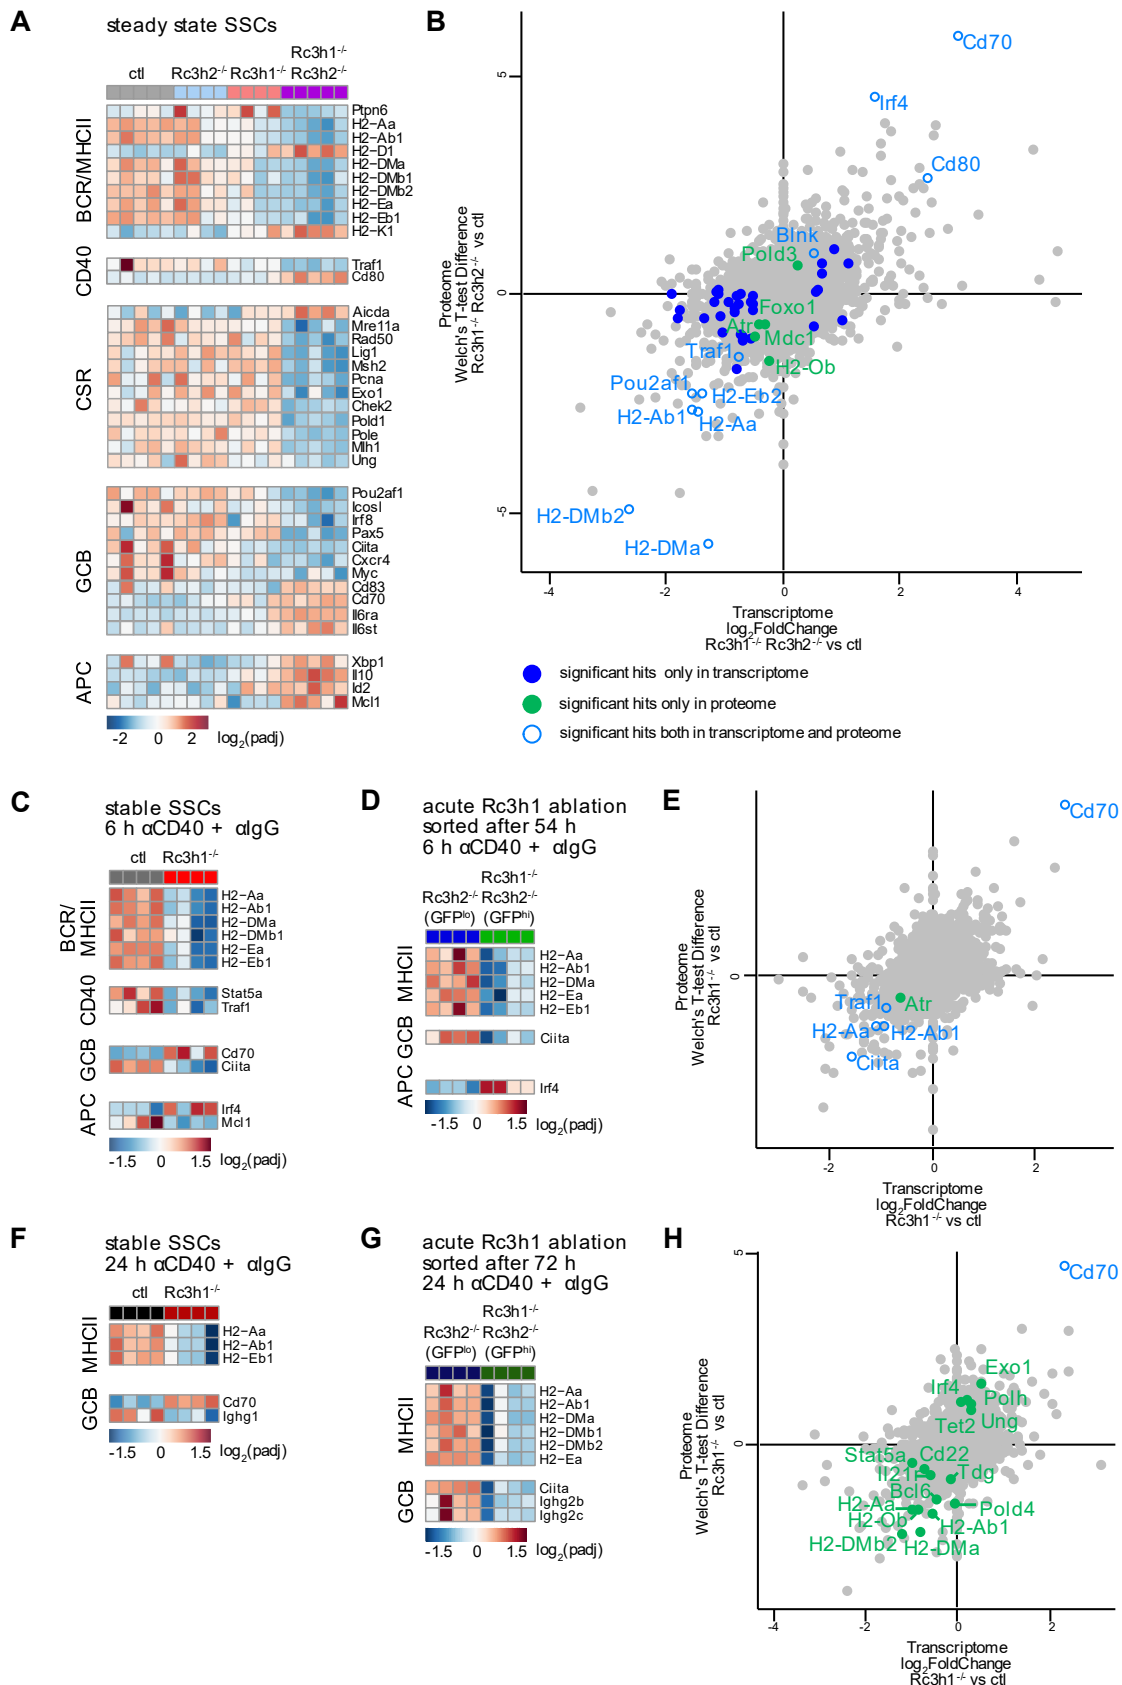 A
steady state SSCs
ctl
Rc3h2-/-
Rc3h1-/-
Rc3h1-/-
Rc3h2-/-
BCR/MHCII
Ptpn6
H2−Aa
H2−Ab1
H2−D1
H2−DMa
H2−DMb1
H2−DMb2
H2−Ea
H2−Eb1
H2−K1
CD40
Traf1
Cd80
CSR
Aicda
Mre11a
Rad50
Lig1
Msh2
Pcna
Exo1
Chek2
Pold1
Pole
Mlh1
Ung
GCB
Pou2af1
Icosl
Irf8
Pax5
Ciita
Cxcr4
Myc
Cd83
Cd70
Il6ra
Il6st
APC
Xbp1
Il10
Id2
Mcl1
-2 0 2 log2(padj)
B
Proteome
Welch's T-test Difference
Rc3h1-/- Rc3h2-/- vs ctl
5
0
-5
Cd70
Irf4
Cd80
Blnk
Pold3
Foxo1
Atr
Mdc1
Traf1
H2-Ob
Pou2af1
H2-Eb2
H2-Ab1
H2-Aa
H2-DMb2
H2-DMa
-4 -2 0 2 4
Transcriptome
log2FoldChange
Rc3h1-/- Rc3h2-/- vs ctl
significant hits only in transcriptome
significant hits only in proteome
significant hits both in transcriptome and proteome
C
stable SSCs
6 h αCD40 + αIgG
ctl
Rc3h1-/-
BCR/
MHCII
H2−Aa
H2−Ab1
H2−DMa
H2−DMb1
H2−Ea
H2−Eb1
CD40
Stat5a
Traf1
GCB
Cd70
Ciita
APC
Irf4
Mcl1
-1.5 0 1.5 log2(padj)
D
acute Rc3h1 ablation
sorted after 54 h
6 h αCD40 + αIgG
Rc3h2-/-
(GFPlo)
Rc3h1-/-
Rc3h2-/-
(GFPhi)
MHCII
H2−Aa
H2−Ab1
H2−DMa
H2−Ea
H2−Eb1
GCB
Ciita
APC
Irf4
-1.5 0 1.5 log2(padj)
E
Proteome
Welch's T-test Difference
Rc3h1-/- vs ctl
0
Cd70
Traf1
Atr
H2-Aa
H2-Ab1
Ciita
-2 0 2
Transcriptome
log2FoldChange
Rc3h1-/- vs ctl
F
stable SSCs
24 h αCD40 + αIgG
ctl
Rc3h1-/-
MHCII
H2−Aa
H2−Ab1
H2−Eb1
GCB
Cd70
Ighg1
-1.5 0 1.5 log2(padj)
G
acute Rc3h1 ablation
sorted after 72 h
24 h αCD40 + αIgG
Rc3h2-/-
(GFPlo)
Rc3h1-/-
Rc3h2-/-
(GFPhi)
MHCII
H2−Aa
H2−Ab1
H2−DMa
H2−DMb1
H2−DMb2
H2−Ea
GCB
Ciita
Ighg2b
Ighg2c
-1.5 0 1.5 log2(padj)
H
Proteome
Welch's T-test Difference
Rc3h1-/- vs ctl
5
0
Cd70
Exo1
Irf4
Polh
Tet2
Ung
Stat5a
Cd22
Il21r
Tdg
Bcl6
H2-Aa
Pold4
H2-Ob
H2-Ab1
H2-DMb2
H2-DMa
-4 -2 0 2
Transcriptome
log2FoldChange
Rc3h1-/- vs ctl